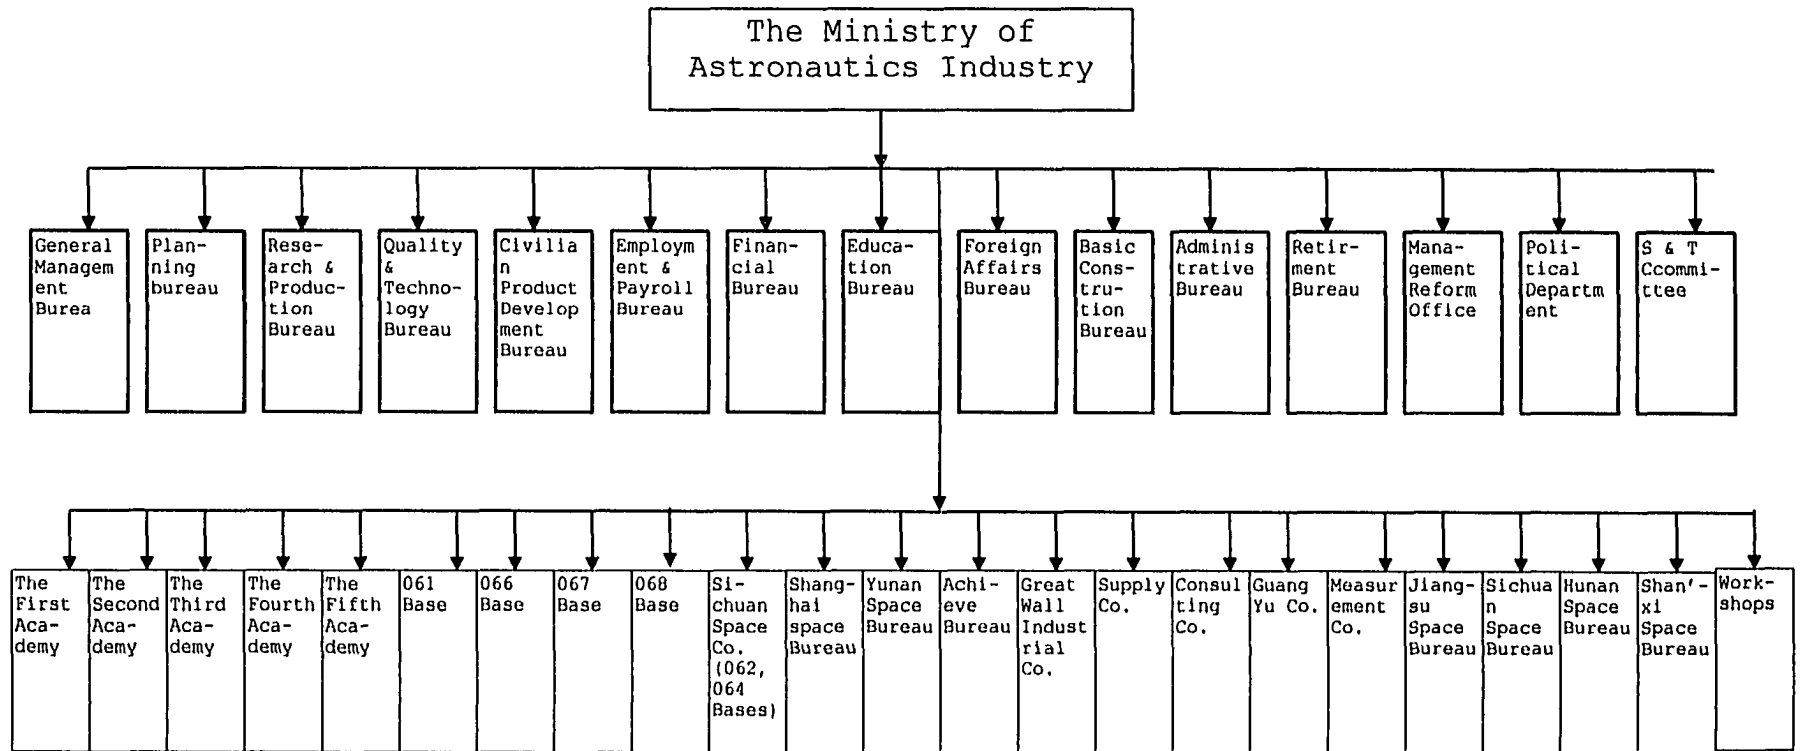 The Ministry of
Astronautics Industry
General
Managem
ent
Burea
Plan-
ning
bureau
Rese-
arch &
Produc-
tion
Bureau
Quality
&
Techno-
logy
Bureau
Civilia
n
Product
Develop
ment
Bureau
Employm
ent &
Payroll
Bureau
Finan-
cial
Bureau
Educa-
tion
Bureau
Foreign
Affairs
Bureau
Basic
Cons-
tru-
tion
Bureau
Adminis
trative
Bureau
Retir-
ment
Bureau
Mana-
gement
Reform
Office
Poli-
tical
Departm
ent
S & T
Ccommi-
ttee
The
First
Aca-
demy
The
Second
Aca-
demy
The
Third
Aca-
demy
The
Fourth
Aca-
demy
The
Fifth
Aca-
demy
061
Base
066
Base
067
Base
068
Base
Si-
chuan
Space
Co.
(062,
064
Bases)
Shang-
hai
space
Bureau
Yunan
Space
Bureau
Achi-
eve
Bureau
Great
Wall
Indust
rial
Co.
Supply
Co.
Consul
ting
Co.
Guang
Yu Co.
Measur
ement
Co.
Jiang-
su
Space
Bureau
Sichua
n
Space
Bureau
Hunan
Space
Bureau
Shan'-
xi
Space
Bureau
Work-
shops